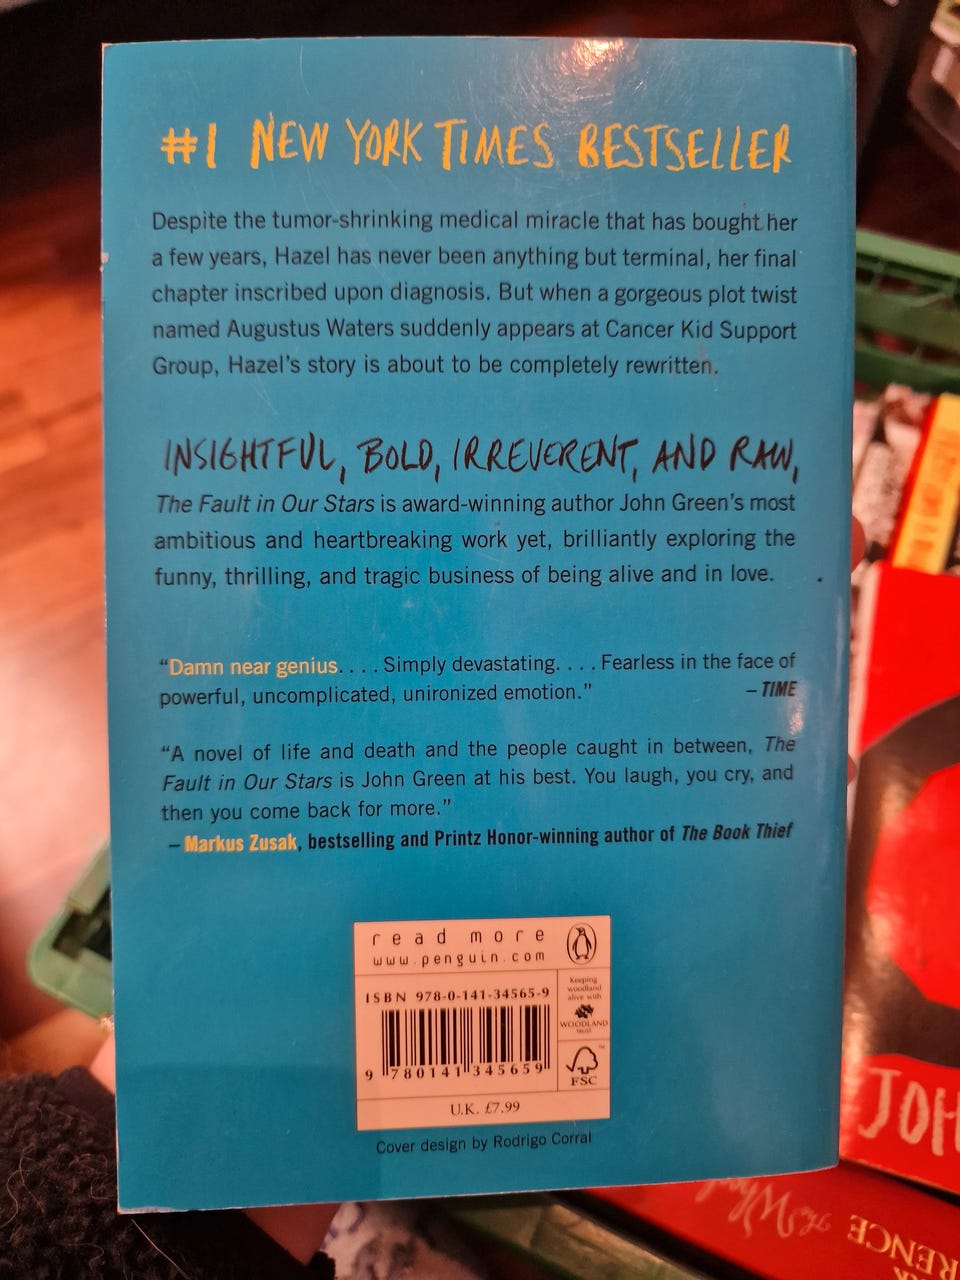 #1 NEW YORK TIMES BESTSELLER
Despite the tumor-shrinking medical miracle that has bought her
a few years, Hazel has never been anything but terminal, her final
chapter inscribed upon diagnosis. But when a gorgeous plot twist
named Augustus Waters suddenly appears at Cancer Kid Support
Group, Hazel's story is about to be completely rewritten.
INSIGHTFUL, BOLD, IRREVERENT, AND RAW,
The Fault in Our Stars is award-winning author John Green's most
ambitious and heartbreaking work yet, brilliantly exploring the
funny, thrilling, and tragic business of being alive and in love.
“Damn near genius. . . . Simply devastating. . . . Fearless in the face of
powerful, uncomplicated, unironized emotion.” – TIME
“A novel of life and death and the people caught in between, The
Fault in Our Stars is John Green at his best. You laugh, you cry, and
then you come back for more.”
– Markus Zusak, bestselling and Printz Honor-winning author of The Book Thief
read more
www.penguin.com
ISBN 978-0-141-34565-9
Keeping
woodland
alive with
WOODLAND
TRUST
9 780141 345659
™
FSC
U.K. £7.99
Cover design by Rodrigo Corral
JOH
RENCE